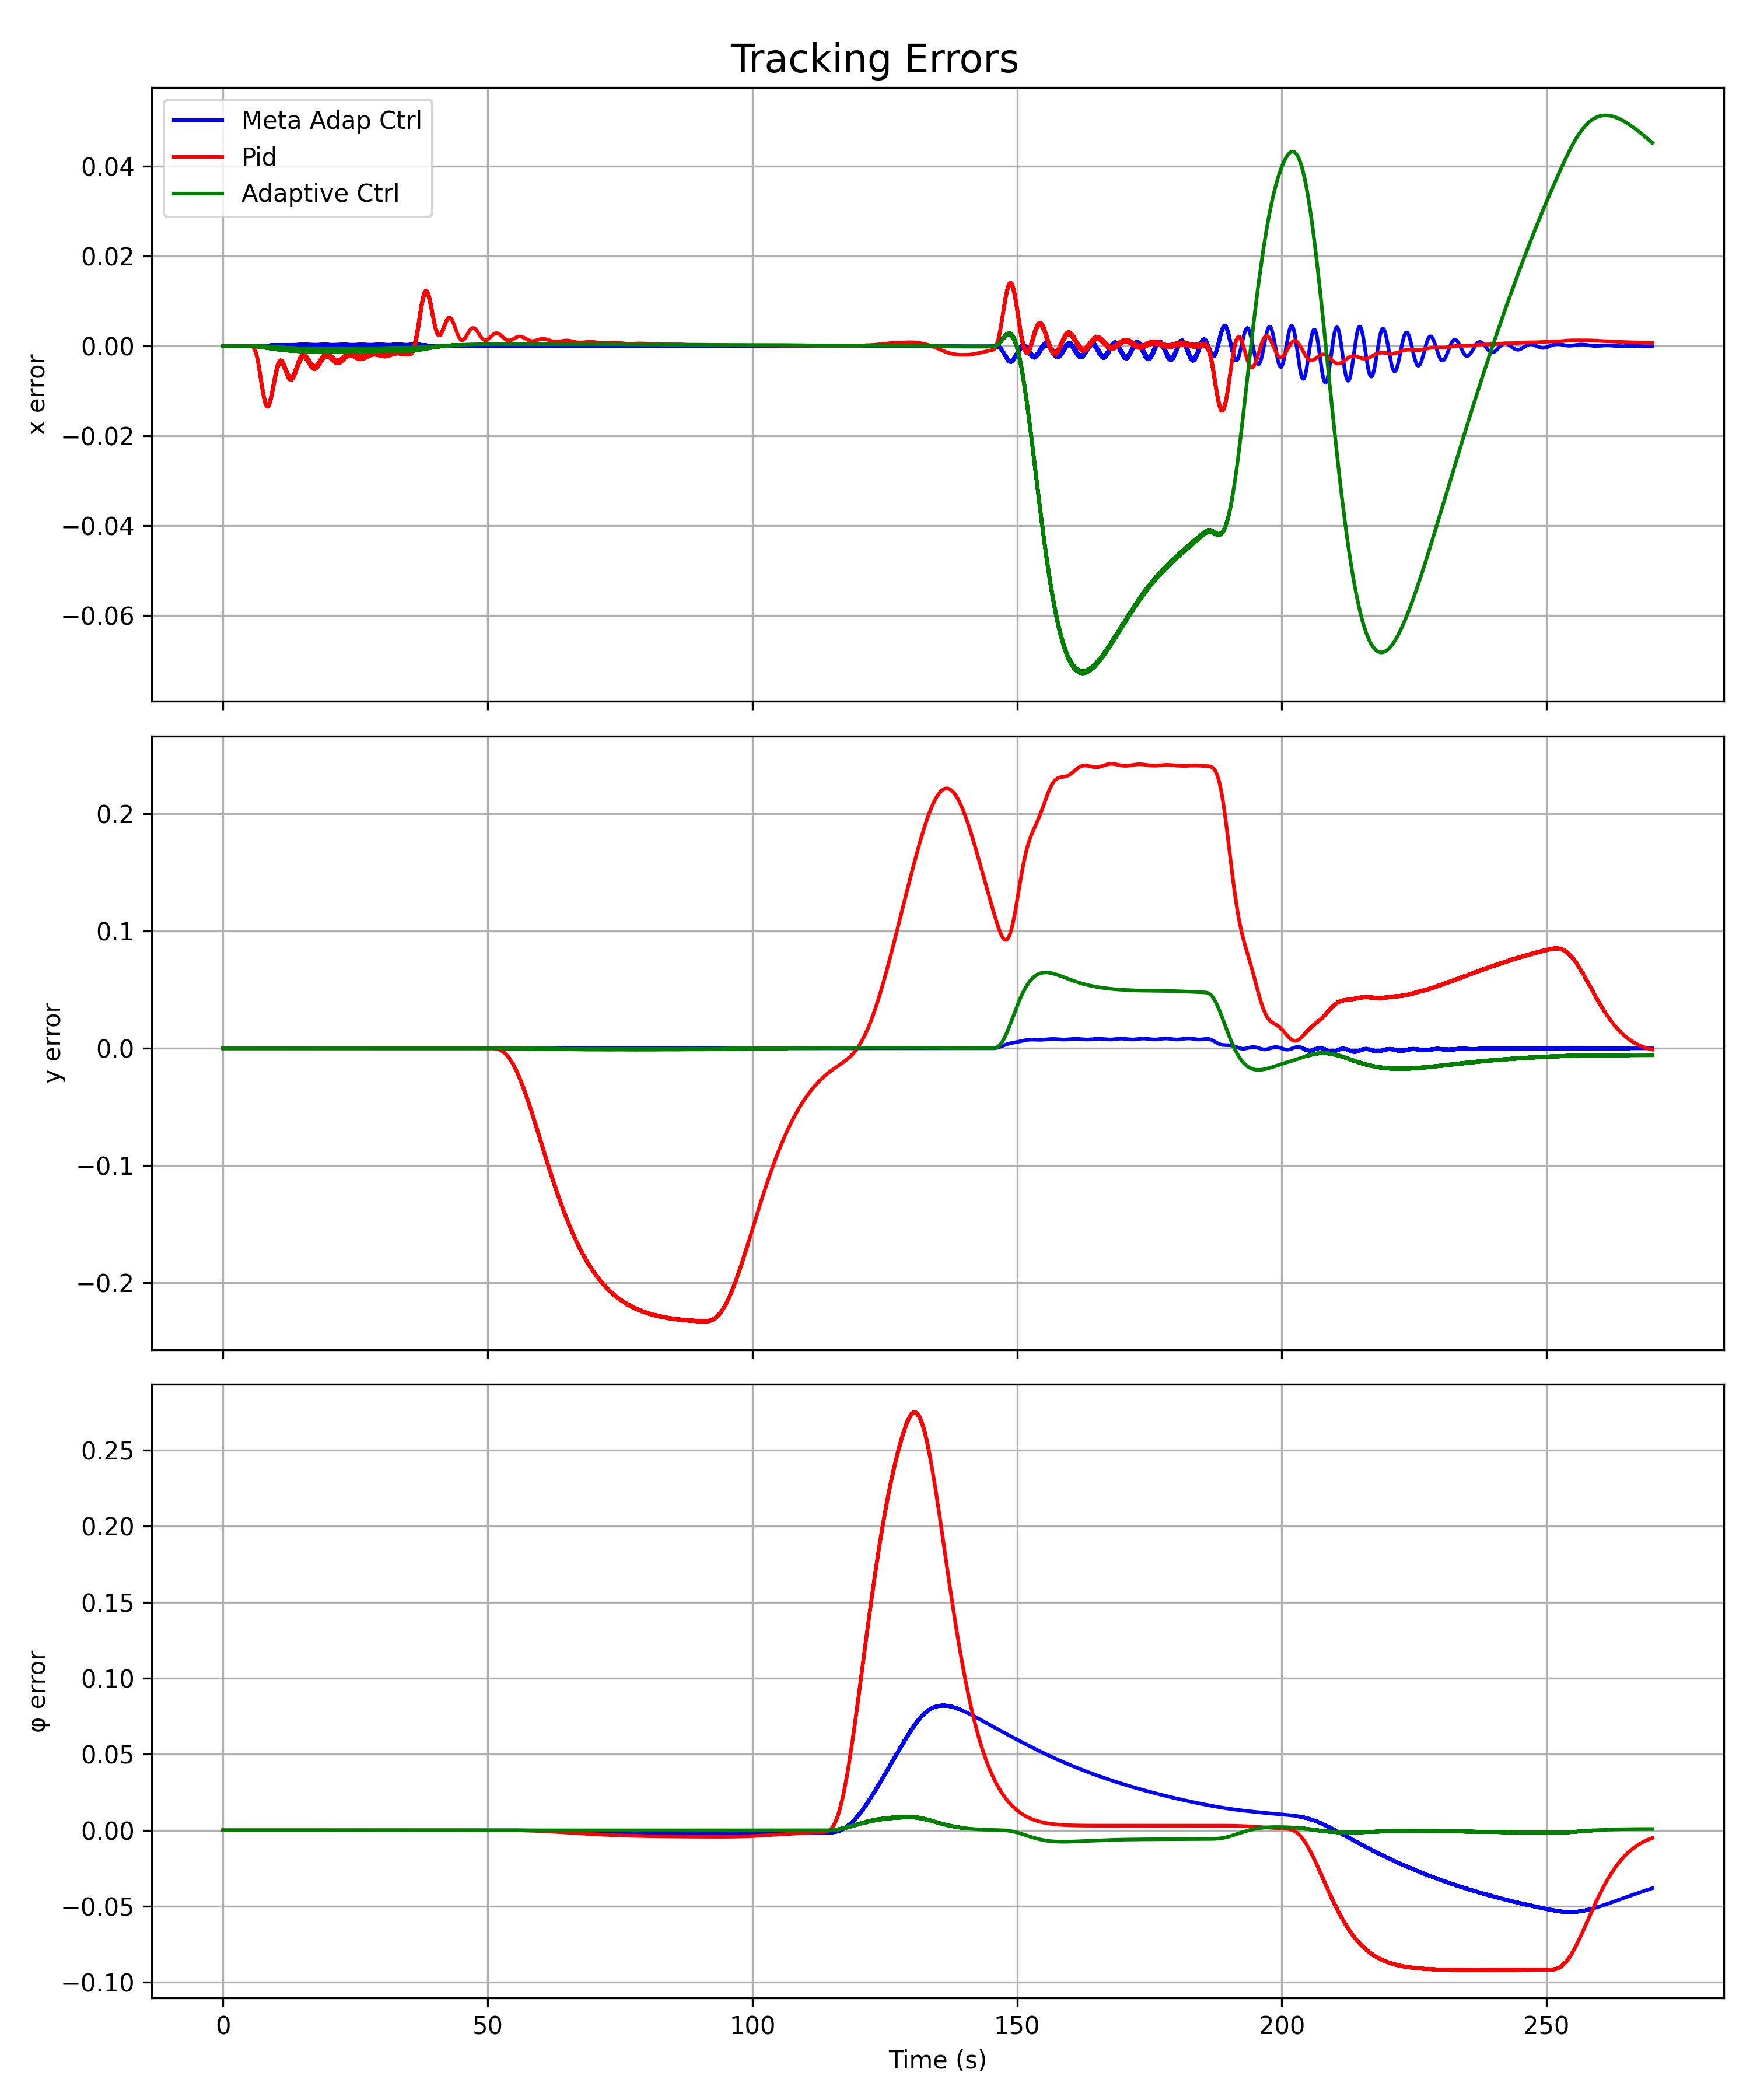 Tracking Errors
Meta Adap Ctrl
Pid
Adaptive Ctrl
0.04
0.02
0.00
−0.02
−0.04
−0.06
x error
0.2
0.1
0.0
−0.1
−0.2
y error
0.25
0.20
0.15
0.10
0.05
0.00
−0.05
−0.10
φ error
0 50 100 150 200 250
Time (s)